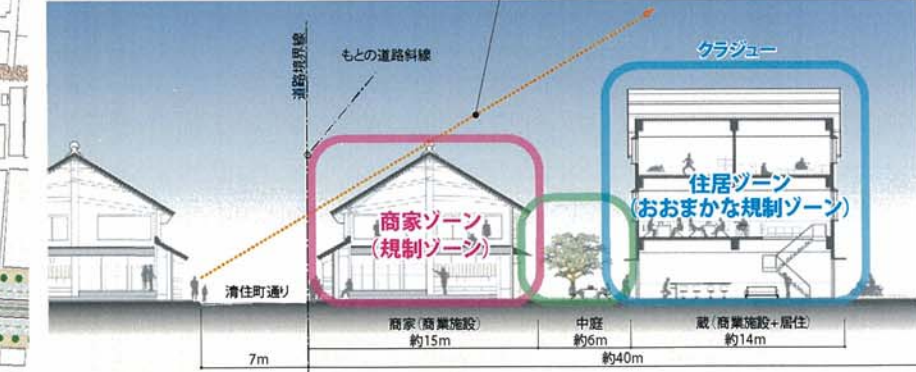 クラジュー
道路境界線
もとの道路斜線
商家ゾーン
(規制ゾーン)
住居ゾーン
(おおまかな規制ゾーン)
清住町通り
商家(商業施設)
約15m
中庭
約6m
蔵(商業施設+居住)
約14m
7m
約40m